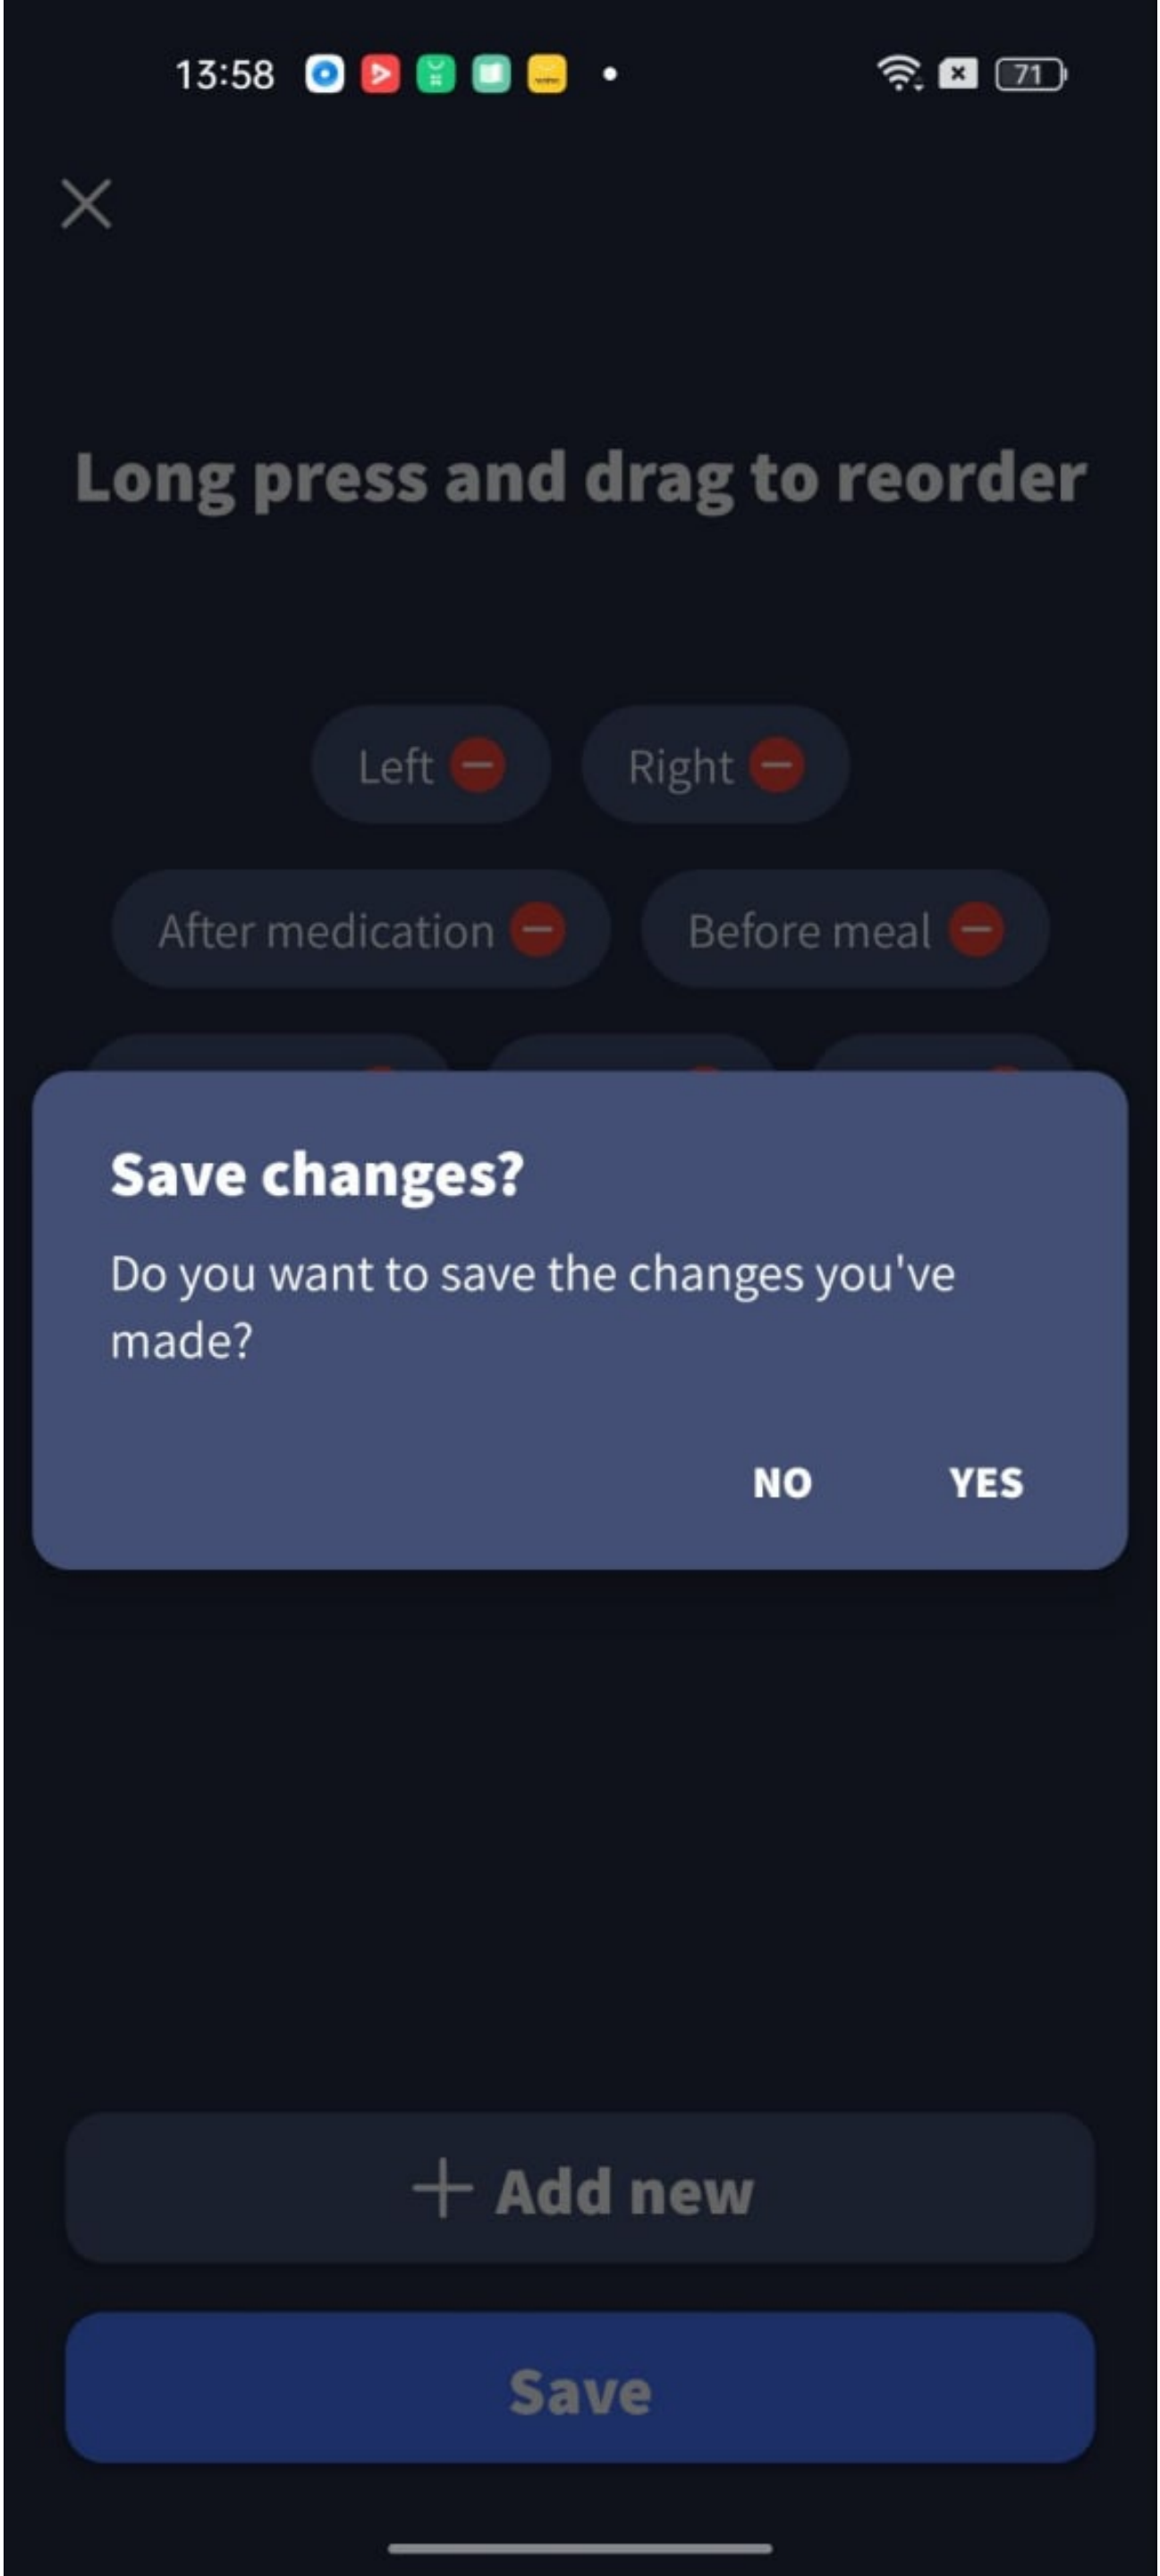 13:58
71
Long press and drag to reorder
Left
Right
After medication
Before meal
Save changes?
Do you want to save the changes you've
made?
NO
YES
Add new
Save